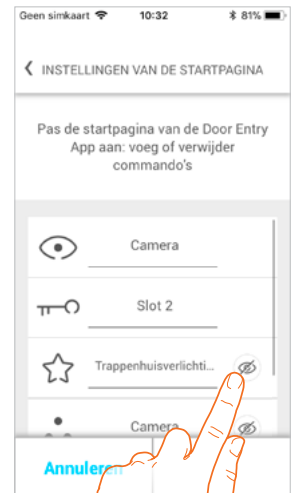 Geen simkaart 10:32 81%
INSTELLINGEN VAN DE STARTPAGINA
Pas de startpagina van de Door Entry
App aan: voeg of verwijder
commando's
Camera
Slot 2
Trappenhuisverlichti...
Camera
Annuleren